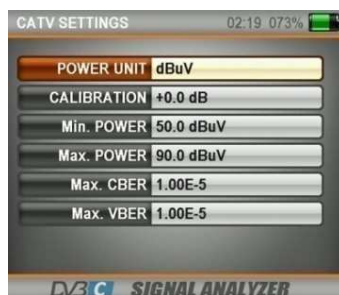 CATV SETTINGS 02:19 073%
POWER UNIT dBuV
CALIBRATION +0.0 dB
Min. POWER 50.0 dBuV
Max. POWER 90.0 dBuV
Max. CBER 1.00E-5
Max. VBER 1.00E-5
DVB C SIGNAL ANALYZER